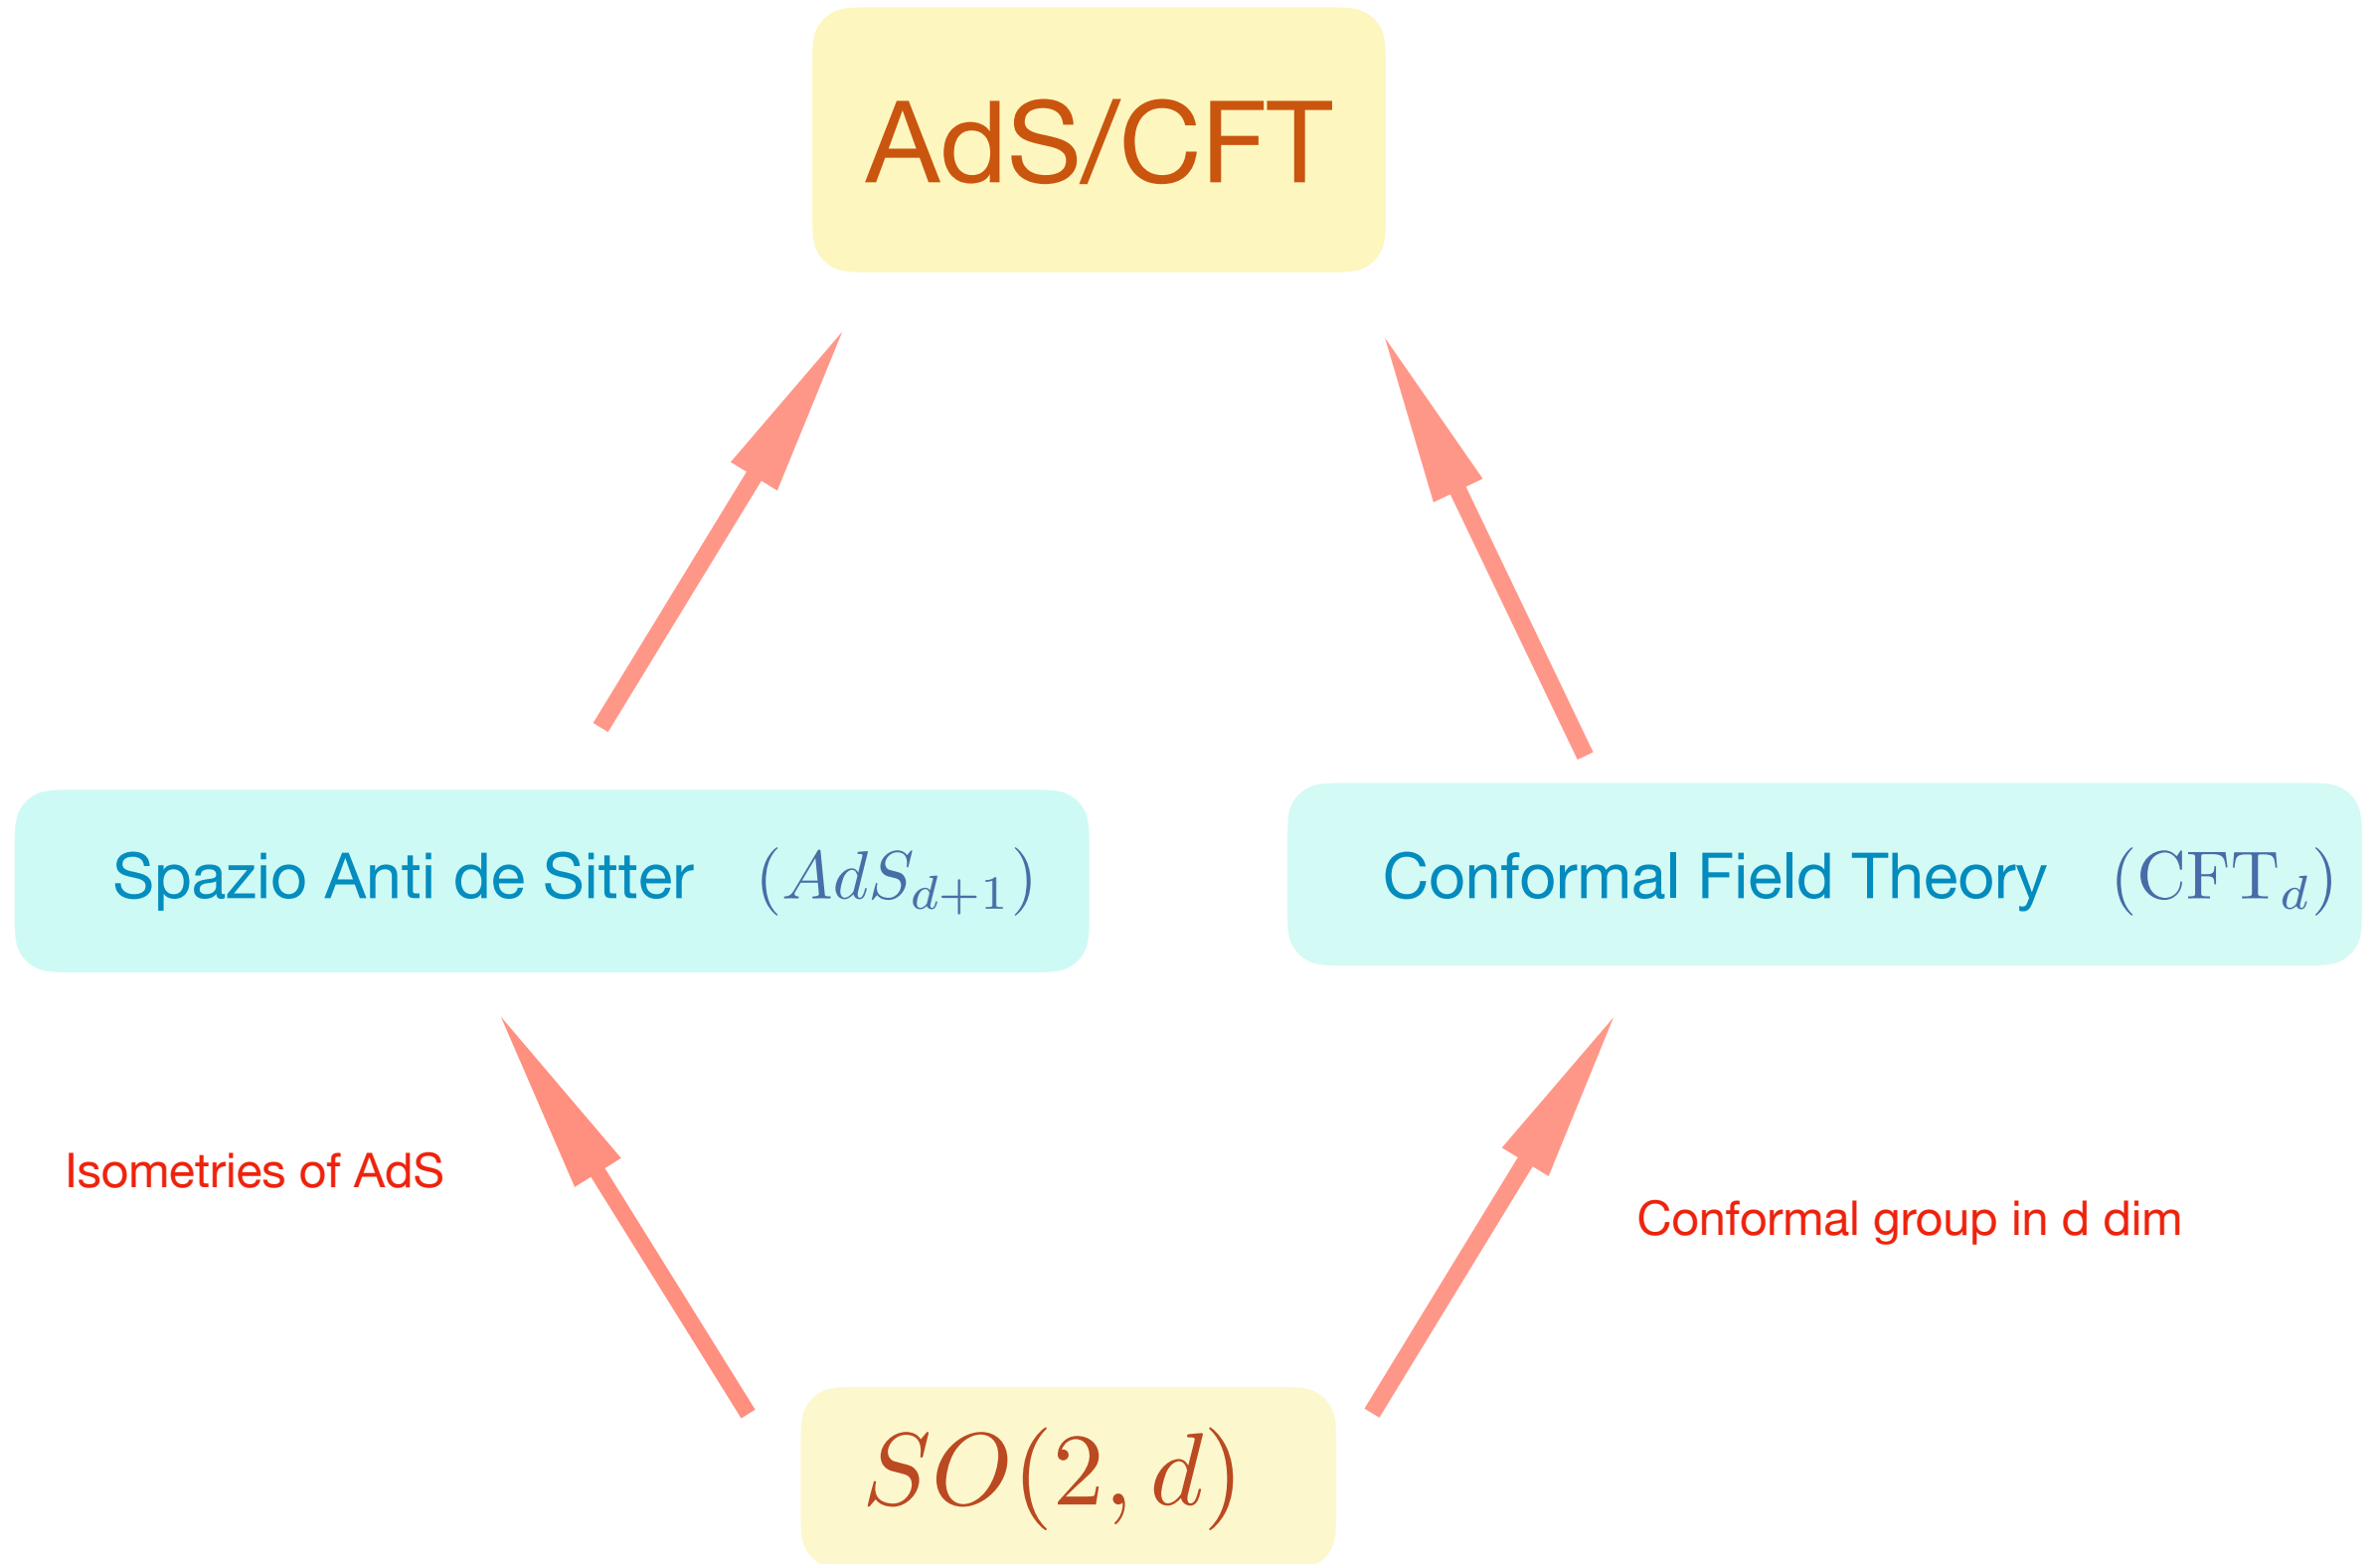 AdS/CFT
Spazio Anti de Sitter (AdS_{d+1})
Conformal Field Theory (CFT_d)
Isometries of AdS
Conformal group in d dim
SO(2, d)